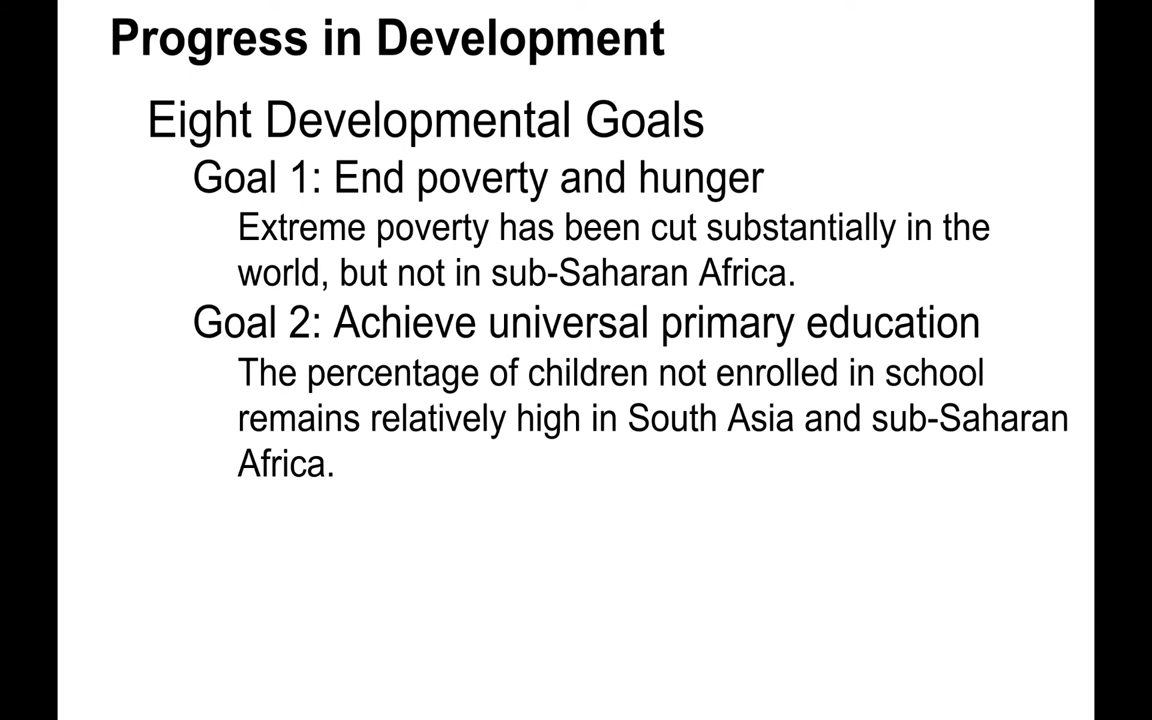 Progress in Development
Eight Developmental Goals
Goal 1: End poverty and hunger
Extreme poverty has been cut substantially in the
world, but not in sub-Saharan Africa.
Goal 2: Achieve universal primary education
The percentage of children not enrolled in school
remains relatively high in South Asia and sub-Saharan
Africa.